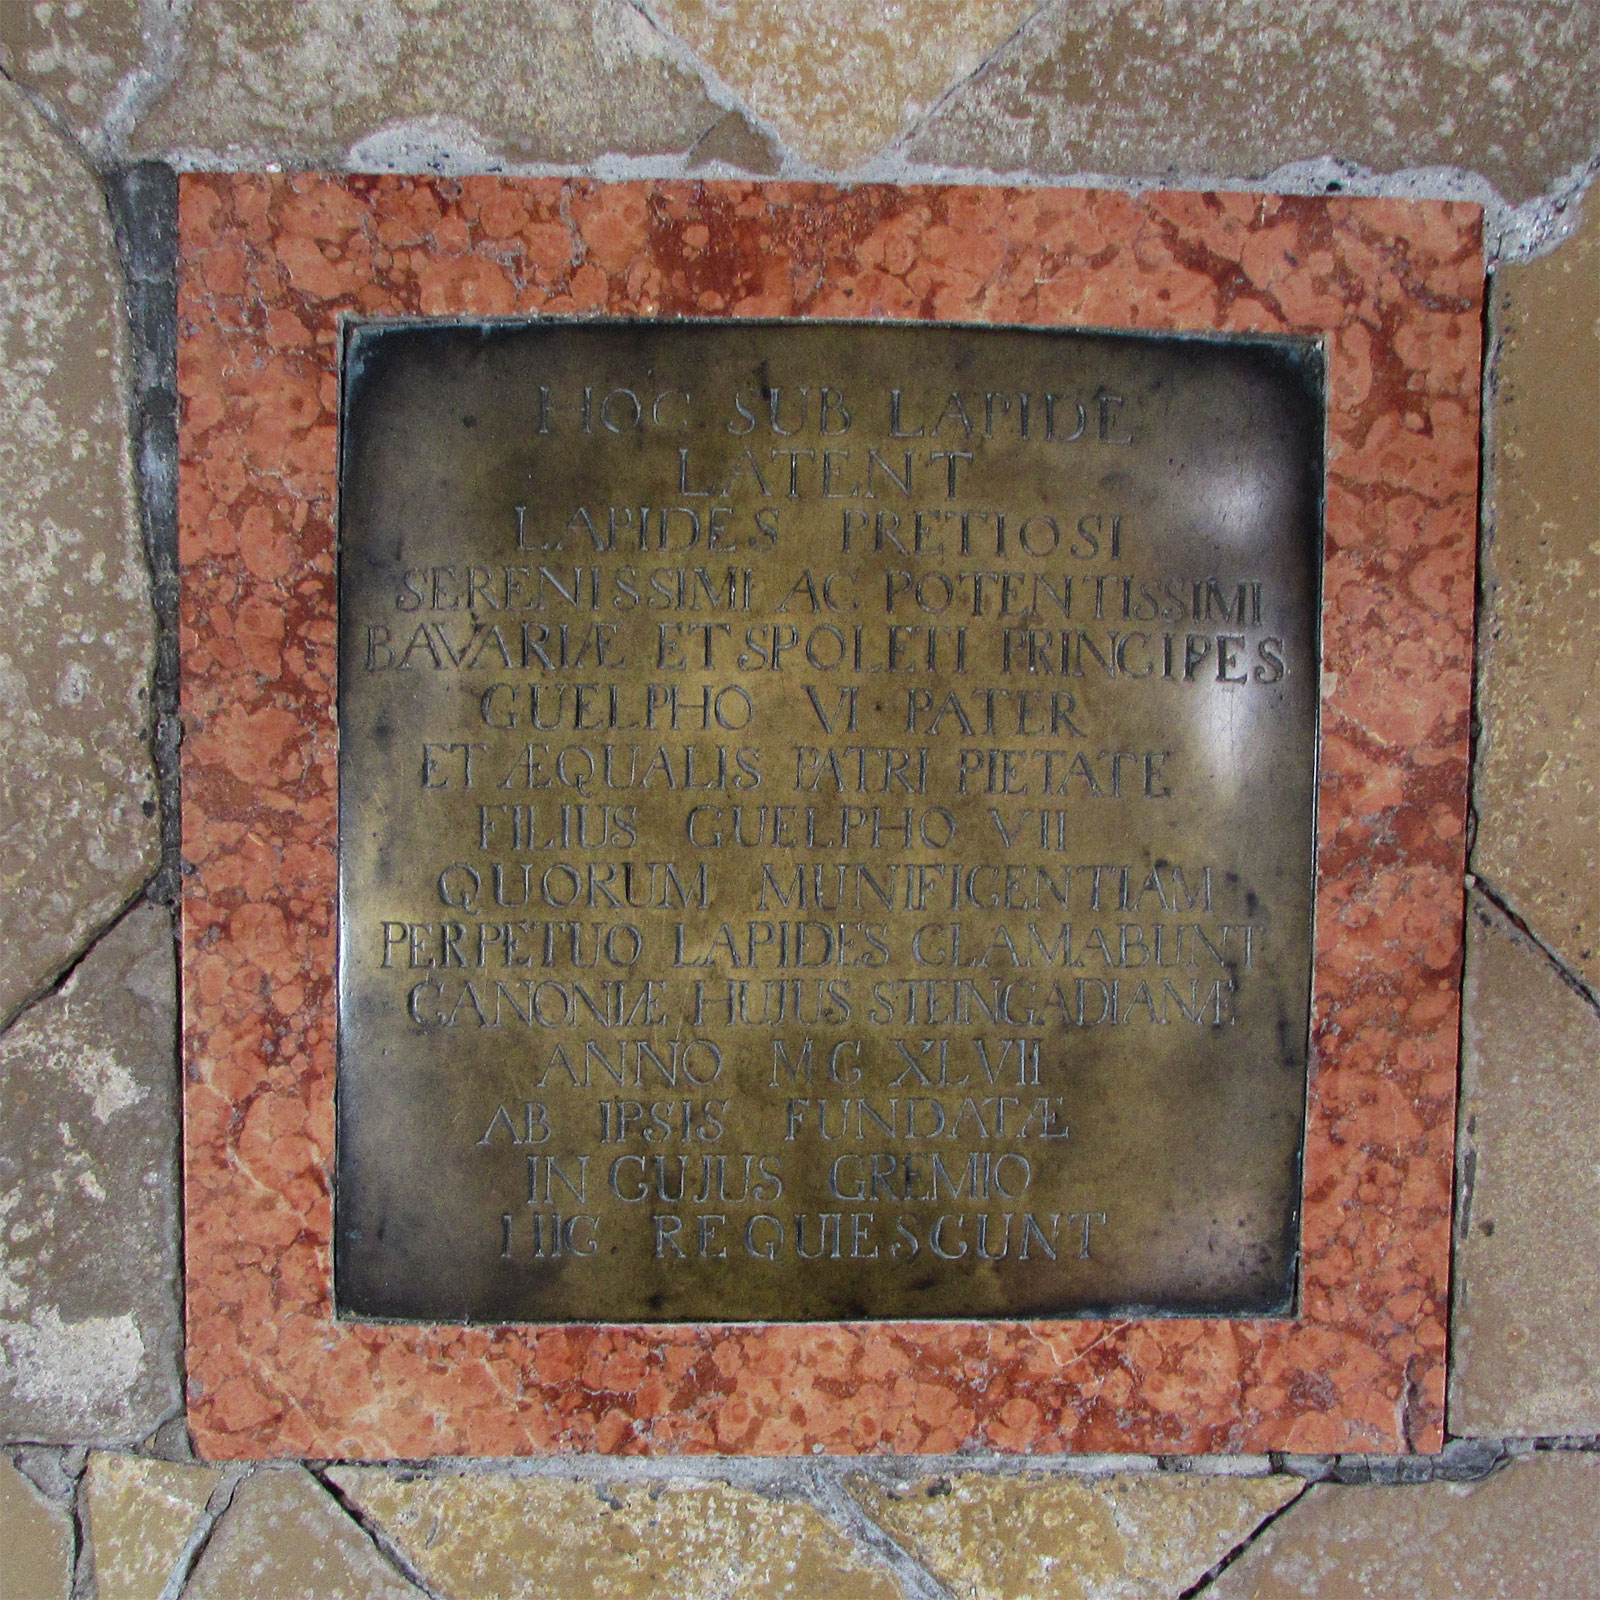 HOC SUB LAPIDE
LATENT
LAPIDES PRETIOSI
SERENISSIMI AC POTENTISSIMI
BAVARIÆ ET SPOLETI PRINCIPES
GUELPHO VI PATER
ET ÆQUALIS PATRI PIETATE
FILIUS GUELPHO VII
QUORUM MUNIFICENTIAM
PERPETUO LAPIDES CLAMABUNT
CANONIÆ HUJUS STEINGADIANÆ
ANNO MC XLVII
AB IPSIS FUNDATÆ
IN CUJUS GREMIO
HIC REQUIESCUNT